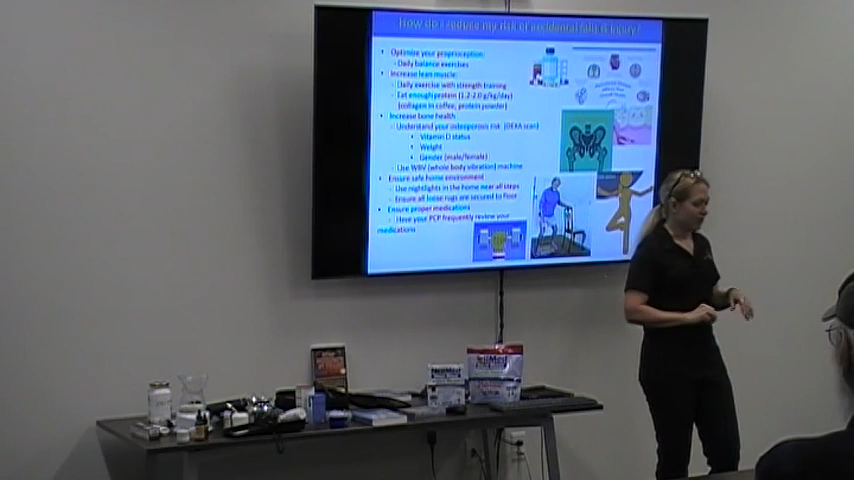 How do I reduce my risk of accidental falls & injury?
• Optimize your proprioception:
- Daily balance exercises
• Increase lean muscle:
- Daily exercise with strength training
- Eat enough protein (1.2-2.0 g/kg/day)
(collagen in coffee, protein powder)
• Increase bone health
- Understand your osteoporosis risk (DEXA scan)
• Vitamin D status
• Weight
• Gender (male/female)
- Use WBV (whole body vibration) machine
• Ensure safe home environment
- Use nightlights in the home near all steps
- Ensure all loose rugs are secured to floor
• Ensure proper medications
- Have your PCP frequently review your
medications
NeilMed
NeilMed